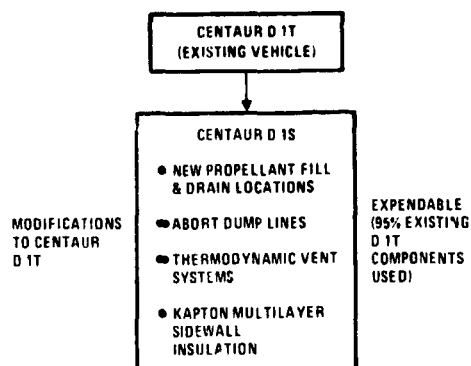 CENTAUR D 1T
(EXISTING VEHICLE)
CENTAUR D 1S
● NEW PROPELLANT FILL
& DRAIN LOCATIONS
● ABORT DUMP LINES
● THERMODYNAMIC VENT
SYSTEMS
● KAPTON MULTILAYER
SIDEWALL
INSULATION
MODIFICATIONS
TO CENTAUR
D 1T
EXPENDABLE
(95% EXISTING
D 1T
COMPONENTS
USED)